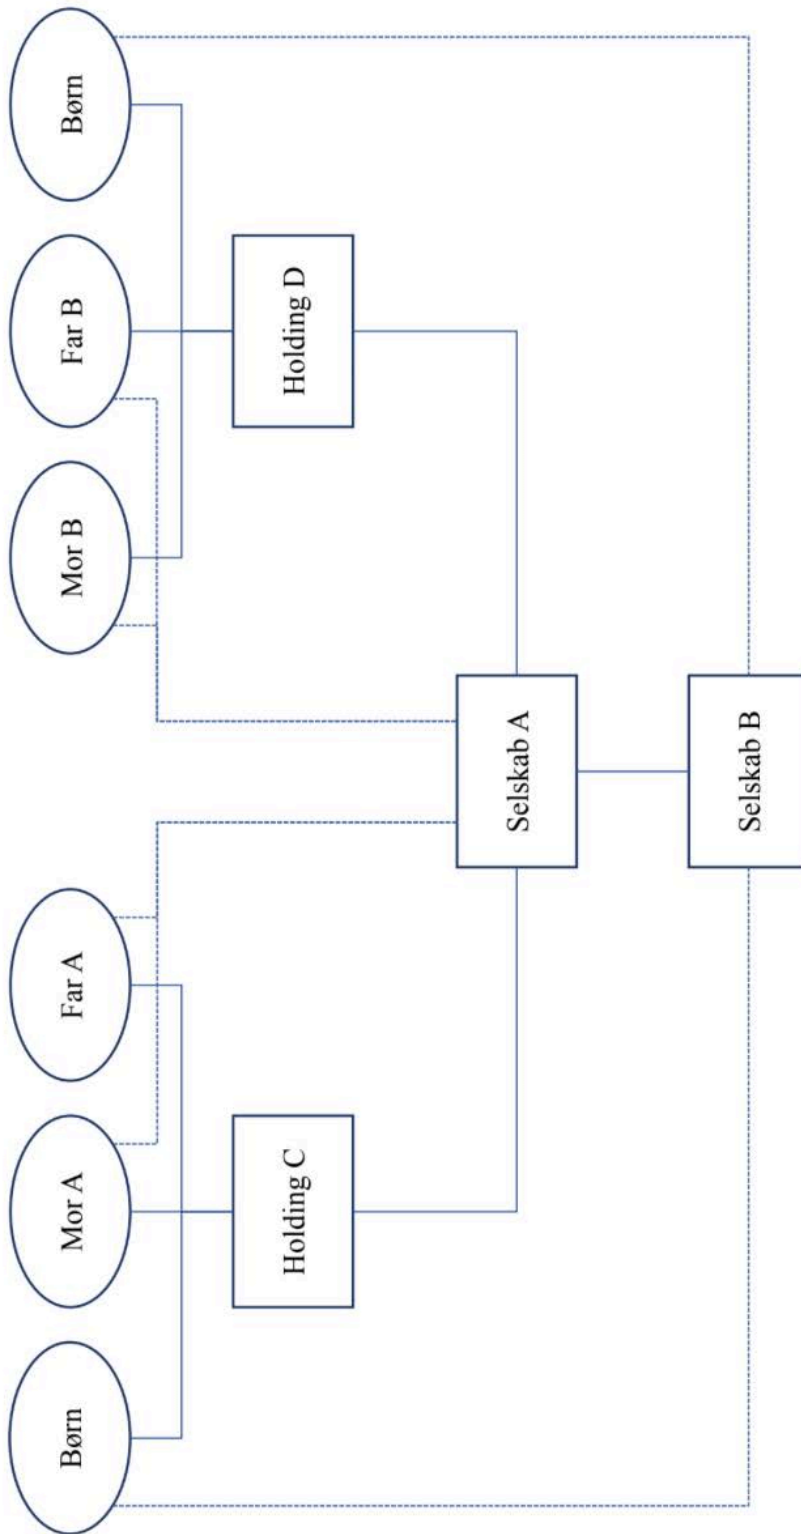 Børn
Mor A
Far A
Mor B
Far B
Børn
Holding C
Holding D
Selskab A
Selskab B